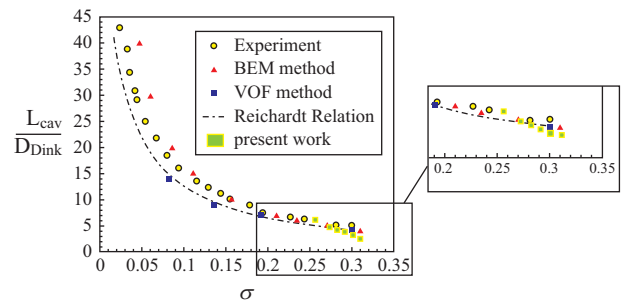 45
40
35
30
25
20
15
10
5
0
L_cav
D_Dink
Experiment
BEM method
VOF method
Reichardt Relation
present work
0 0.05 0.1 0.15 0.2 0.25 0.3 0.35
σ
0.2 0.25 0.3 0.35